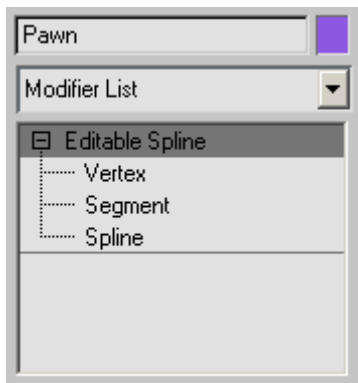 Pawn
Modifier List
Editable Spline
Vertex
Segment
Spline